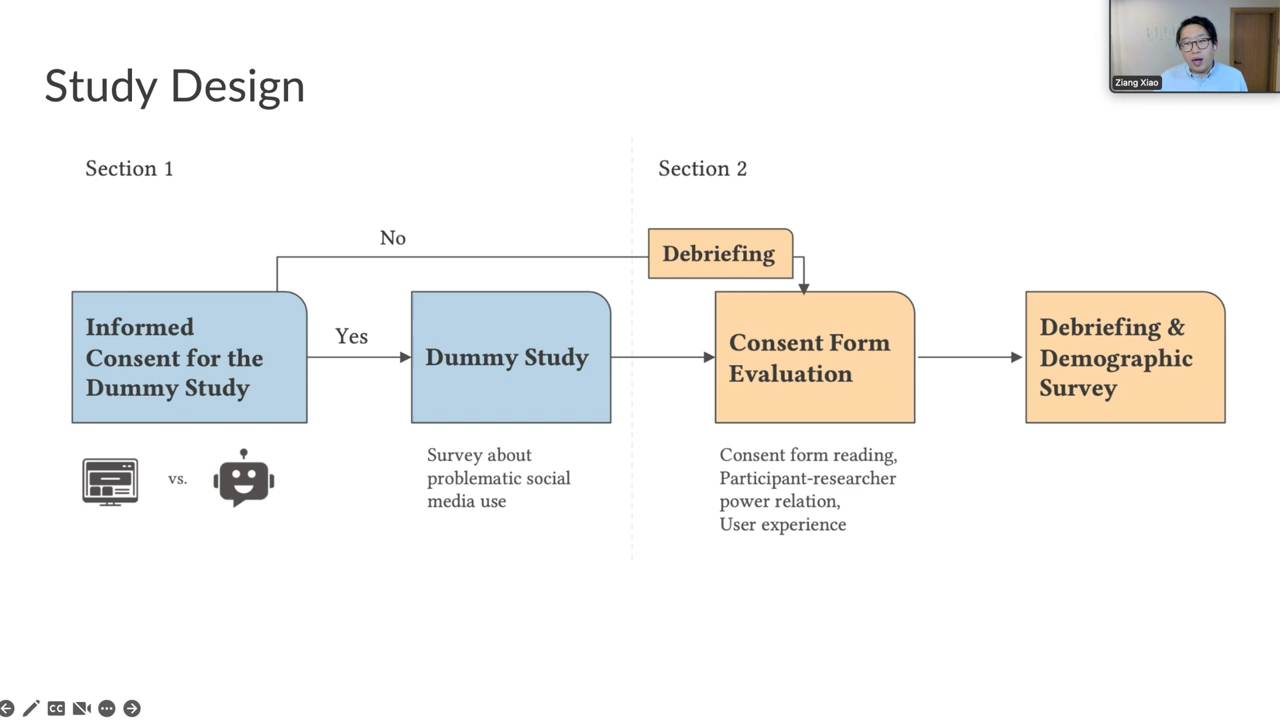 Study Design
Ziang Xiao
Section 1
Section 2
No
Debriefing
Informed
Consent for the
Dummy Study
Yes
Dummy Study
Consent Form
Evaluation
Debriefing &
Demographic
Survey
vs.
Survey about
problematic social
media use
Consent form reading,
Participant-researcher
power relation,
User experience
CC